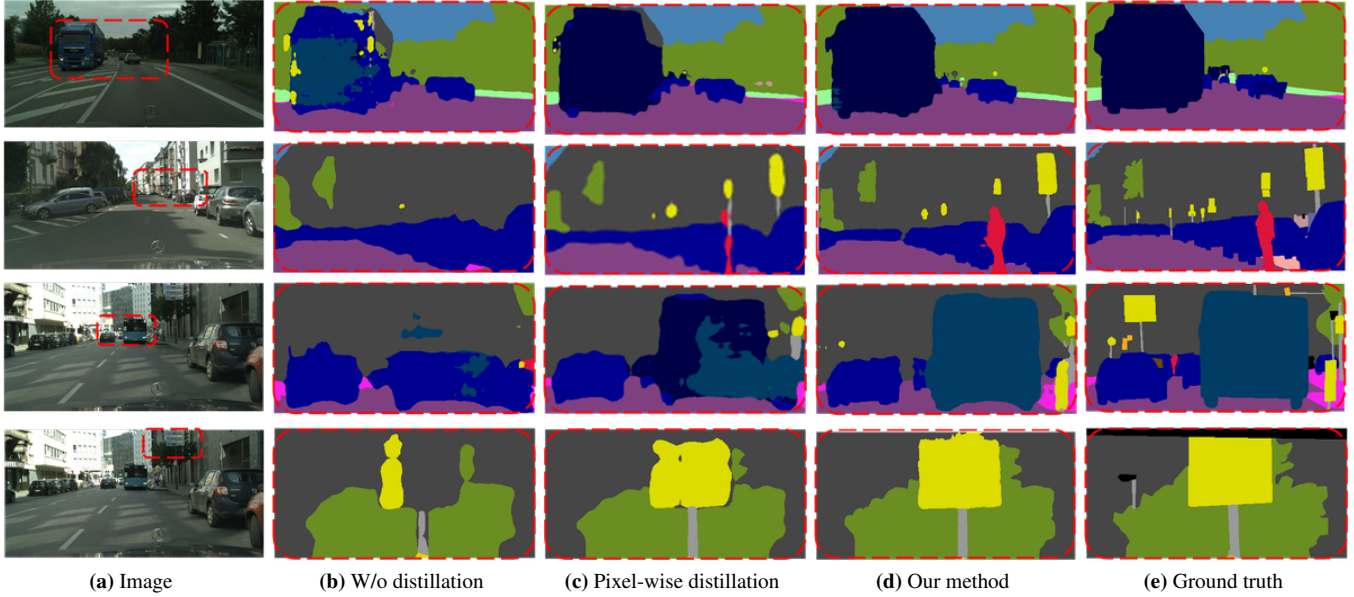 (a) Image
(b) W/o distillation
(c) Pixel-wise distillation
(d) Our method
(e) Ground truth